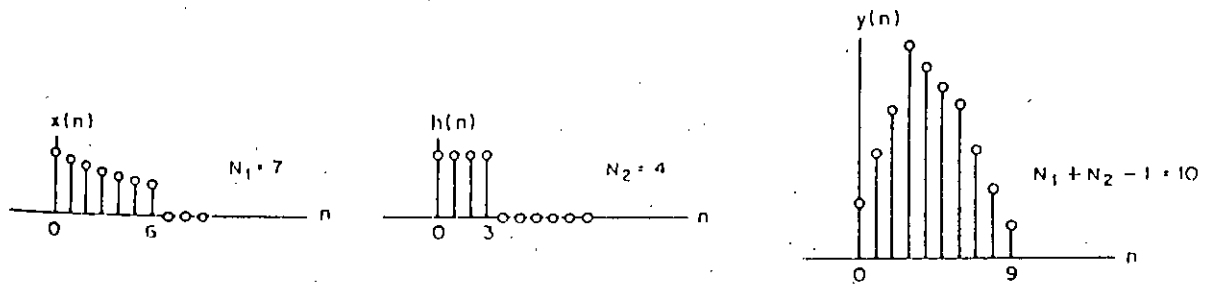 x(n)
N₁ = 7
n
0 6
h(n)
N₂ = 4
n
0 3
y(n)
N₁ + N₂ − 1 = 10
n
0 9